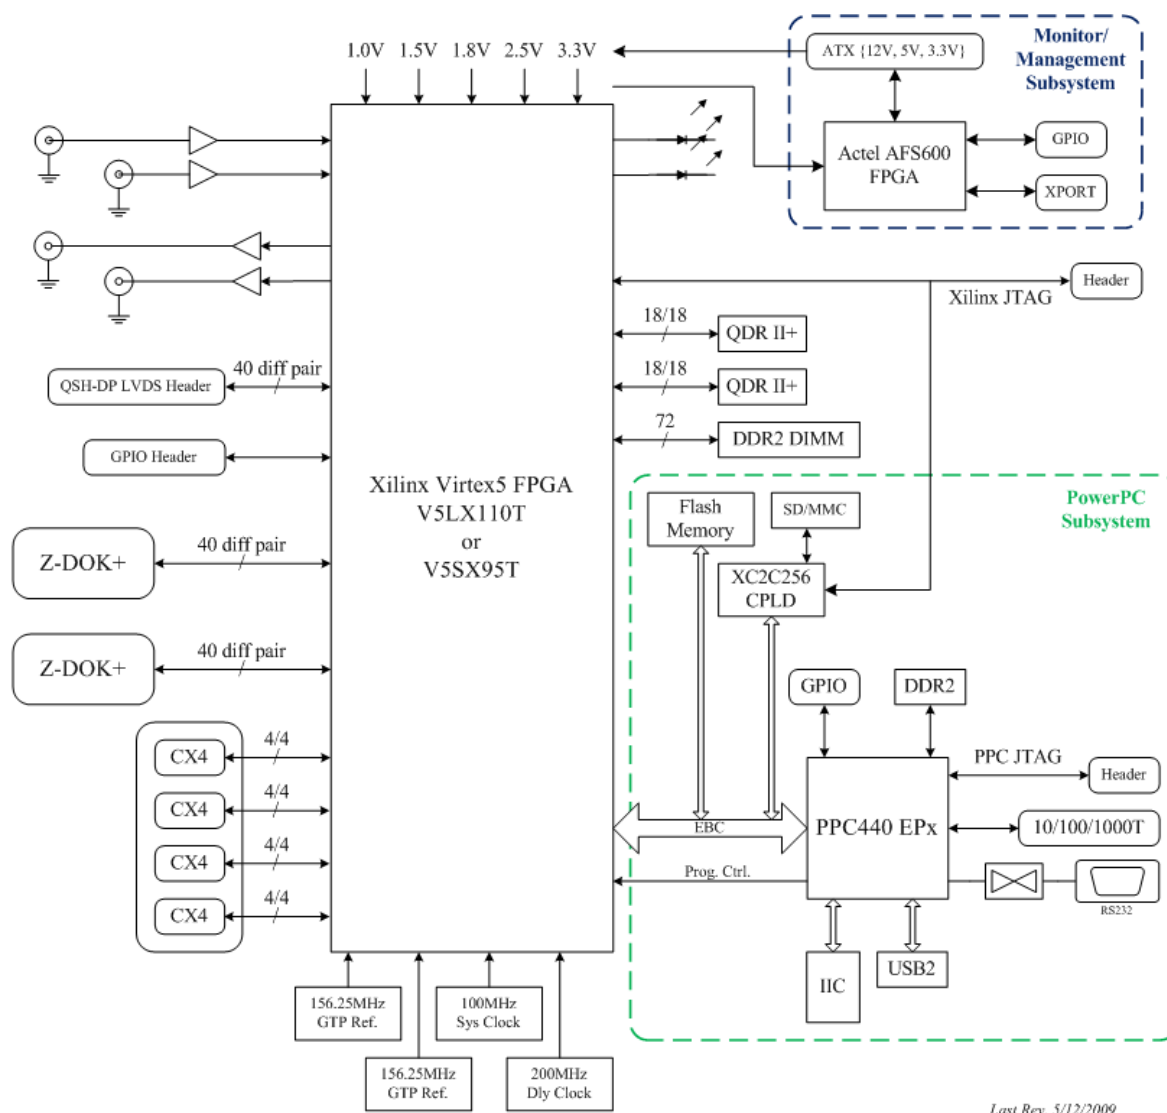 1.0V 1.5V 1.8V 2.5V 3.3V
ATX {12V, 5V, 3.3V}
Monitor/
Management
Subsystem
Actel AFS600
FPGA
GPIO
XPORT
Xilinx JTAG
Header
18/18
QDR II+
18/18
QDR II+
72
DDR2 DIMM
QSH-DP LVDS Header
40 diff pair
GPIO Header
Z-DOK+
40 diff pair
Z-DOK+
40 diff pair
CX4
4/4
CX4
4/4
CX4
4/4
CX4
4/4
Xilinx Virtex5 FPGA
V5LX110T
or
V5SX95T
PowerPC
Subsystem
Flash
Memory
SD/MMC
XC2C256
CPLD
GPIO
DDR2
PPC JTAG
Header
EBC
PPC440 EPx
10/100/1000T
Prog. Ctrl.
RS232
IIC
USB2
156.25MHz
GTP Ref.
100MHz
Sys Clock
156.25MHz
GTP Ref.
200MHz
Dly Clock
Last Rev. 5/12/2009